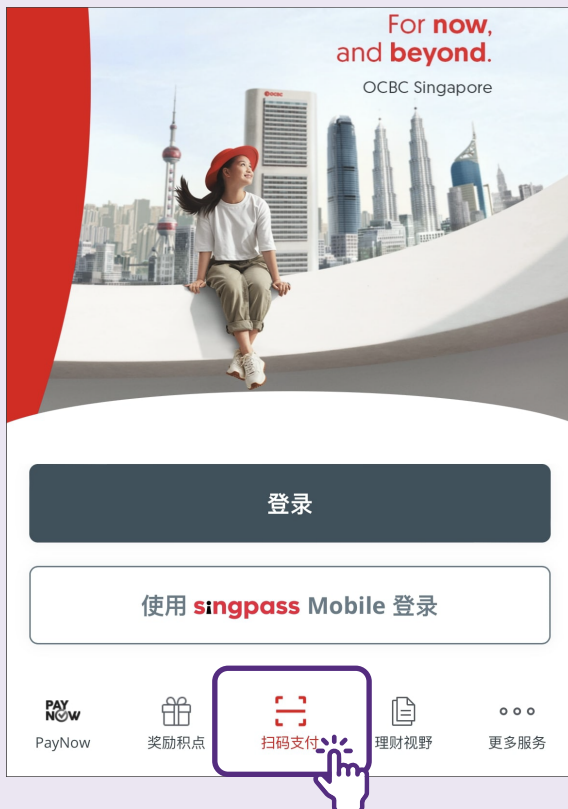 For now,
and beyond.
OCBC Singapore
OCBC
登录
使用 singpass Mobile 登录
PAY
NOW
PayNow
奖励积点
扫码支付
理财视野
更多服务